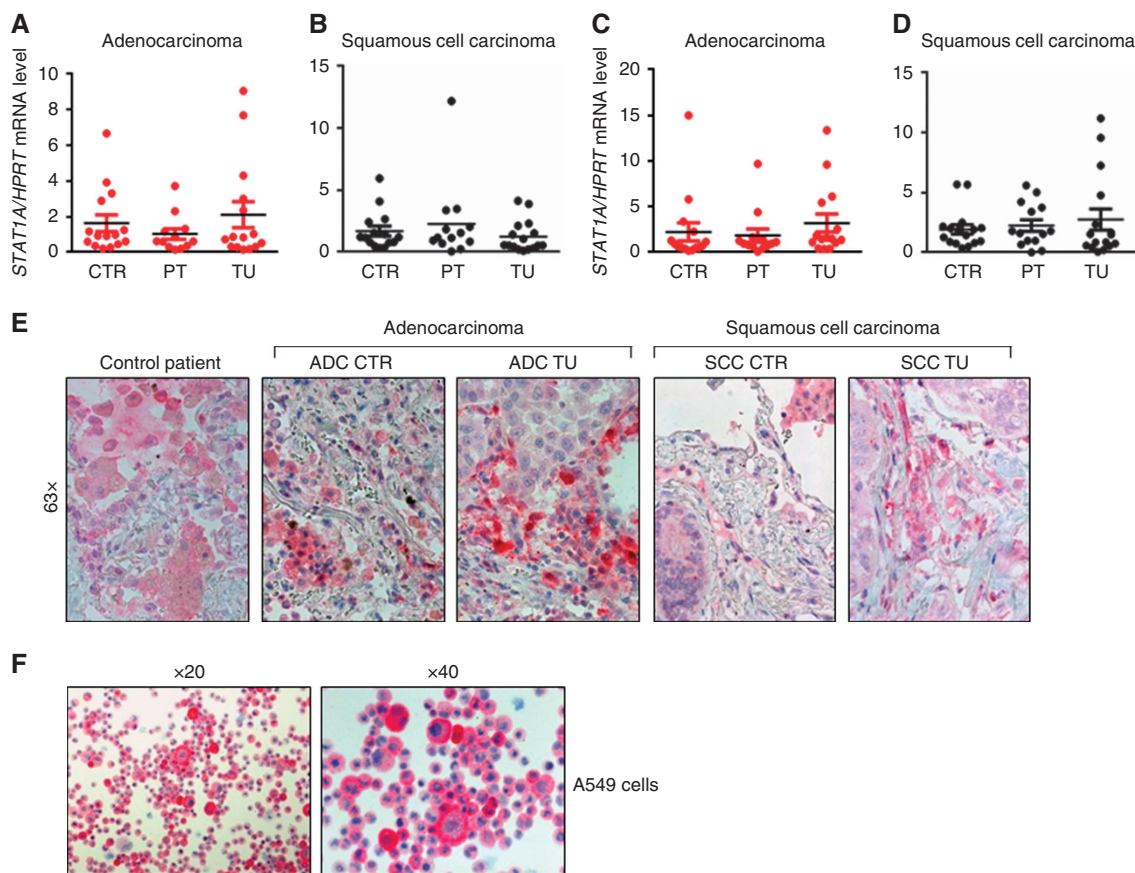 A
Adenocarcinoma
STAT1A/HPRT mRNA level
10
8
6
4
2
0
CTR PT TU
B
Squamous cell carcinoma
15
10
5
0
CTR PT TU
C
Adenocarcinoma
STAT1A/HPRT mRNA level
20
15
10
5
0
CTR PT TU
D
Squamous cell carcinoma
15
10
5
0
CTR PT TU
E
Adenocarcinoma Squamous cell carcinoma
Control patient ADC CTR ADC TU SCC CTR SCC TU
63×
F
×20 ×40
A549 cells